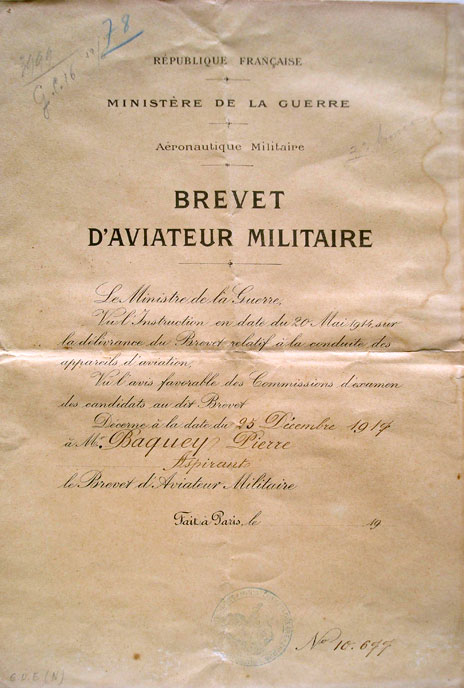 78
G.C.16
RÉPUBLIQUE FRANÇAISE
MINISTÈRE DE LA GUERRE
Aéronautique Militaire
BREVET
D'AVIATEUR MILITAIRE
Le Ministre de la Guerre,
Vu l'Instruction en date du 20 Mai 1914, sur
la délivrance du Brevet relatif à la conduite des
appareils d'aviation,
Vu l'avis favorable des Commissions d'examen
des candidats au dit Brevet
Décerne à la date du 25 Décembre 1917
à Mr. Baquey Pierre
Aspirant
le Brevet d'Aviateur Militaire
Fait à Paris, le 19
No 10.677